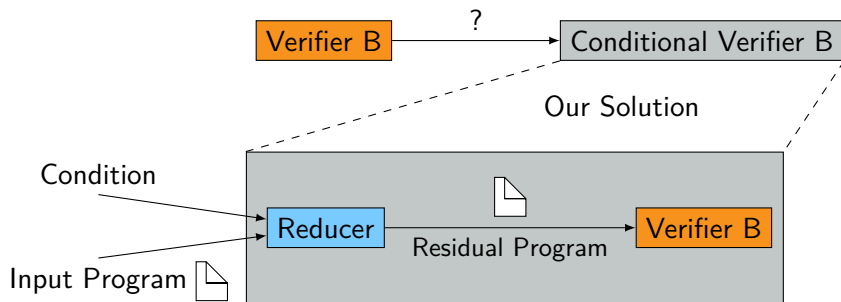 ?
Verifier B
Conditional Verifier B
Our Solution
Condition
Reducer
Residual Program
Verifier B
Input Program